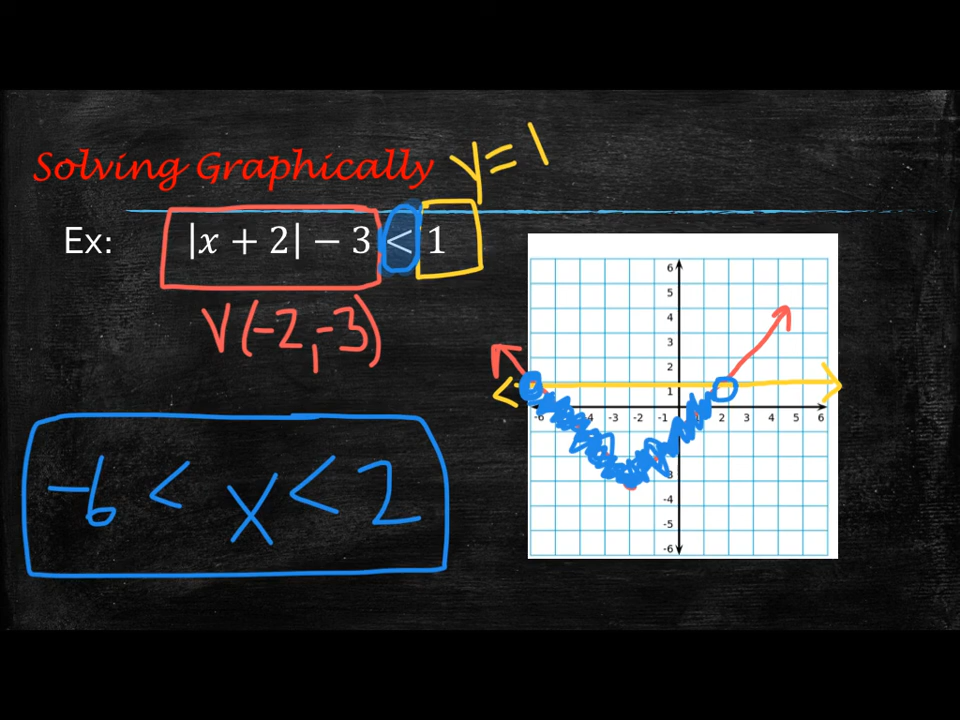 Solving Graphically
y = 1
Ex: |x + 2| − 3 < 1
V(-2, -3)
-6 < x < 2
6
5
4
3
2
1
-6 -4 -3 -2 -1 1 2 3 4 5 6
-3
-4
-5
-6